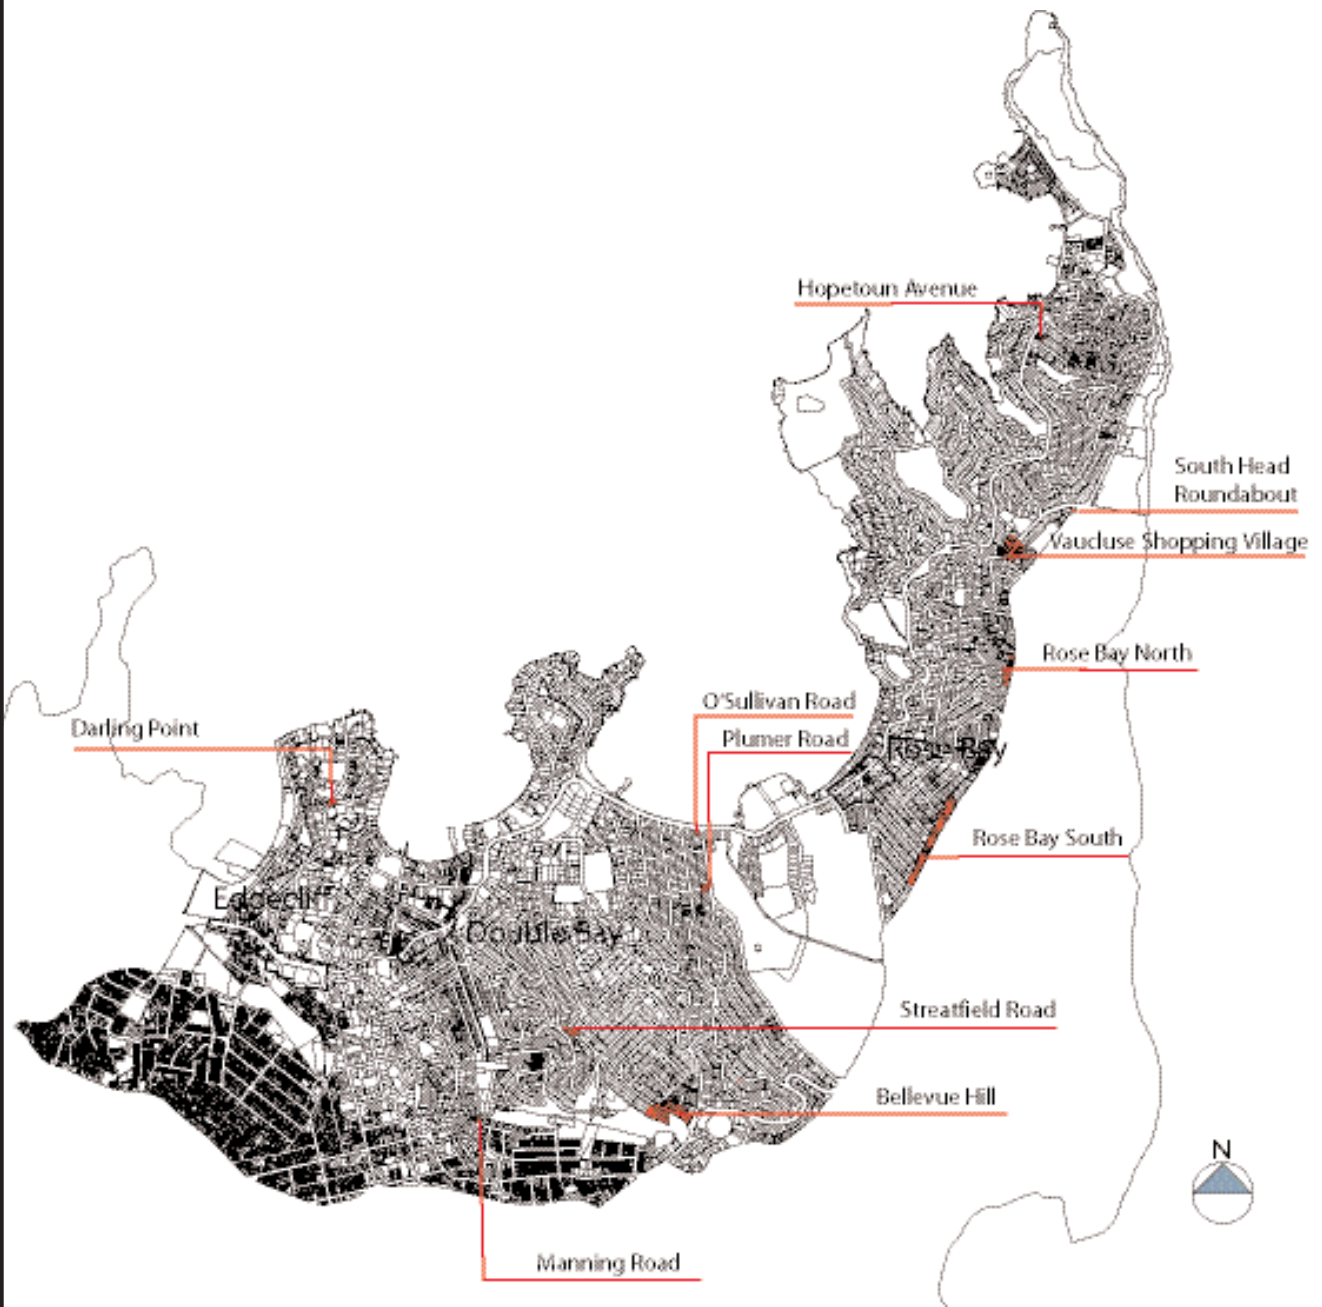 Hopetoun Avenue
South Head
Roundabout
Vaucluse Shopping Village
Rose Bay North
O'Sullivan Road
Darling Point
Plumer Road
Rose Bay
Rose Bay South
Edgecliff
Double Bay
Streatfield Road
Bellevue Hill
N
Manning Road